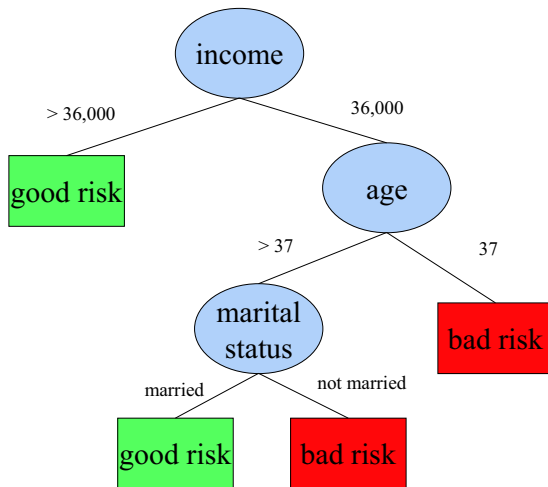 income
> 36,000
36,000
good risk
age
> 37
37
marital
status
bad risk
married
not married
good risk
bad risk